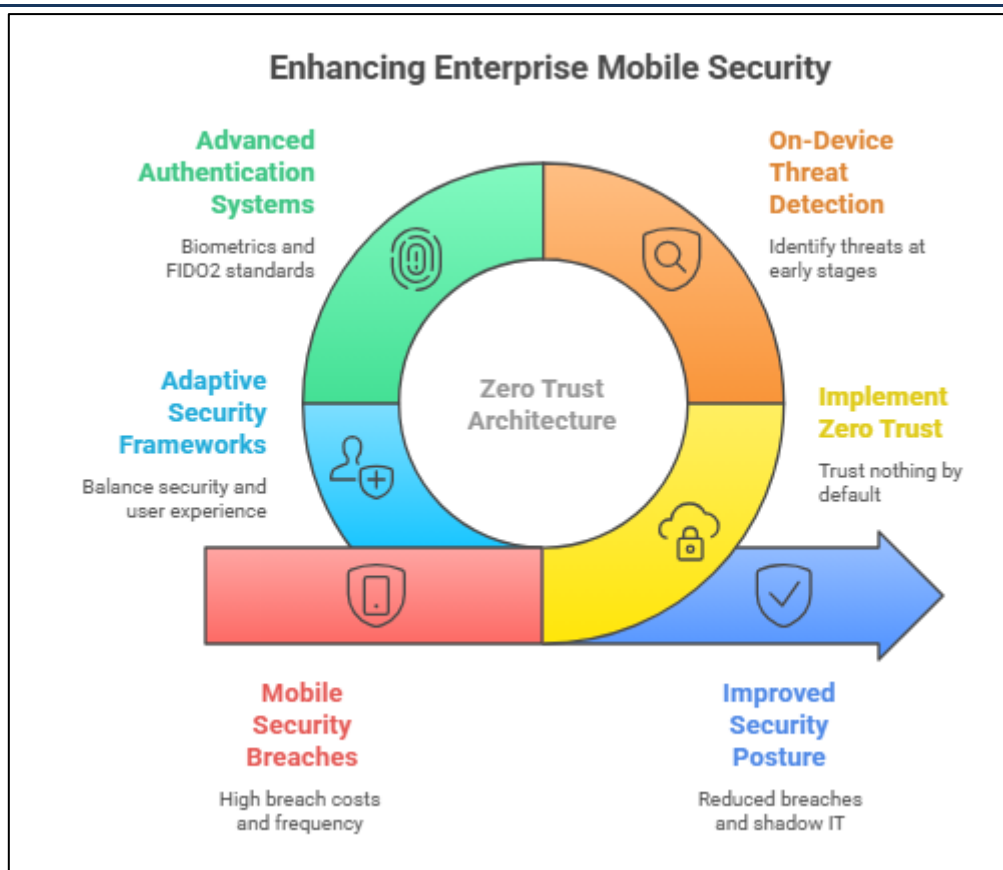 Enhancing Enterprise Mobile Security
Advanced
Authentication
Systems
Biometrics and
FIDO2 standards
On-Device
Threat
Detection
Identify threats at
early stages
Adaptive
Security
Frameworks
Balance security and
user experience
Zero Trust
Architecture
Implement
Zero Trust
Trust nothing by
default
Mobile
Security
Breaches
High breach costs
and frequency
Improved
Security
Posture
Reduced breaches
and shadow IT